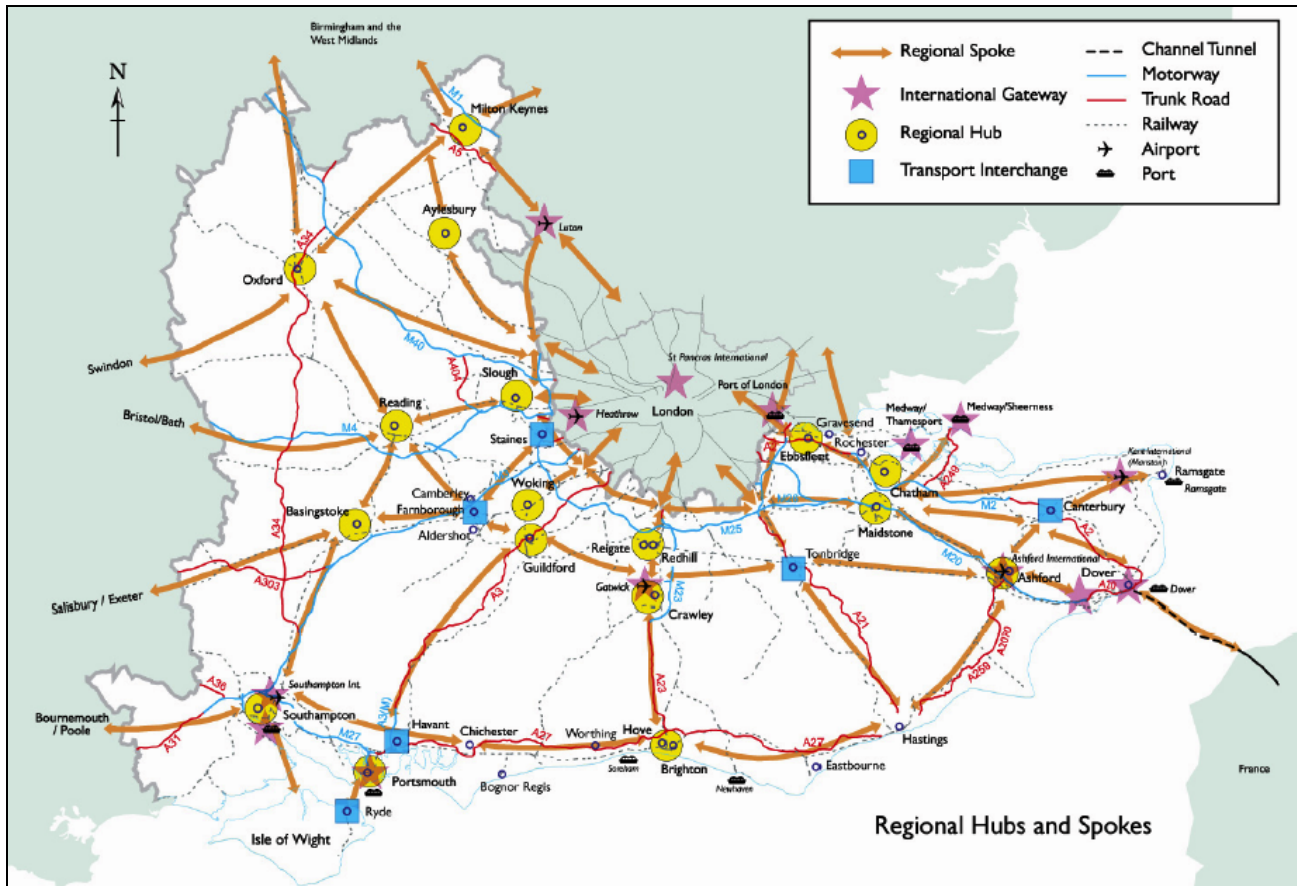 Birmingham and the
West Midlands
N
Regional Spoke
International Gateway
Regional Hub
Transport Interchange
Channel Tunnel
Motorway
Trunk Road
Railway
Airport
Port
M1
Milton Keynes
A5
Aylesbury
Luton
A34
Oxford
M40
Swindon
A404
Slough
St Pancras International
Port of London
London
Heathrow
Reading
Bristol/Bath
M4
Staines
Gravesend
Rochester
Ebbsfleet
Medway/
Thamesport
Medway/Sheerness
A249
Kent International
(Manston)
Ramsgate
Ramsgate
Chatham
M2
Canterbury
A2
Camberley
Farnborough
Aldershot
Woking
Basingstoke
A34
A303
Salisbury / Exeter
Guildford
A3
Reigate
Redhill
M25
Maidstone
M20
Tonbridge
Ashford International
Ashford
Dover
Dover
Gatwick
M23
Crawley
A21
A259
A2070
A36
Southampton Int.
Southampton
Bournemouth
/ Poole
A31
M27
A3(M)
Havant
Chichester
A27
Worthing
Hove
A23
Brighton
A27
Hastings
Eastbourne
Shoreham
Newhaven
Portsmouth
Bognor Regis
Ryde
Isle of Wight
France
Regional Hubs and Spokes